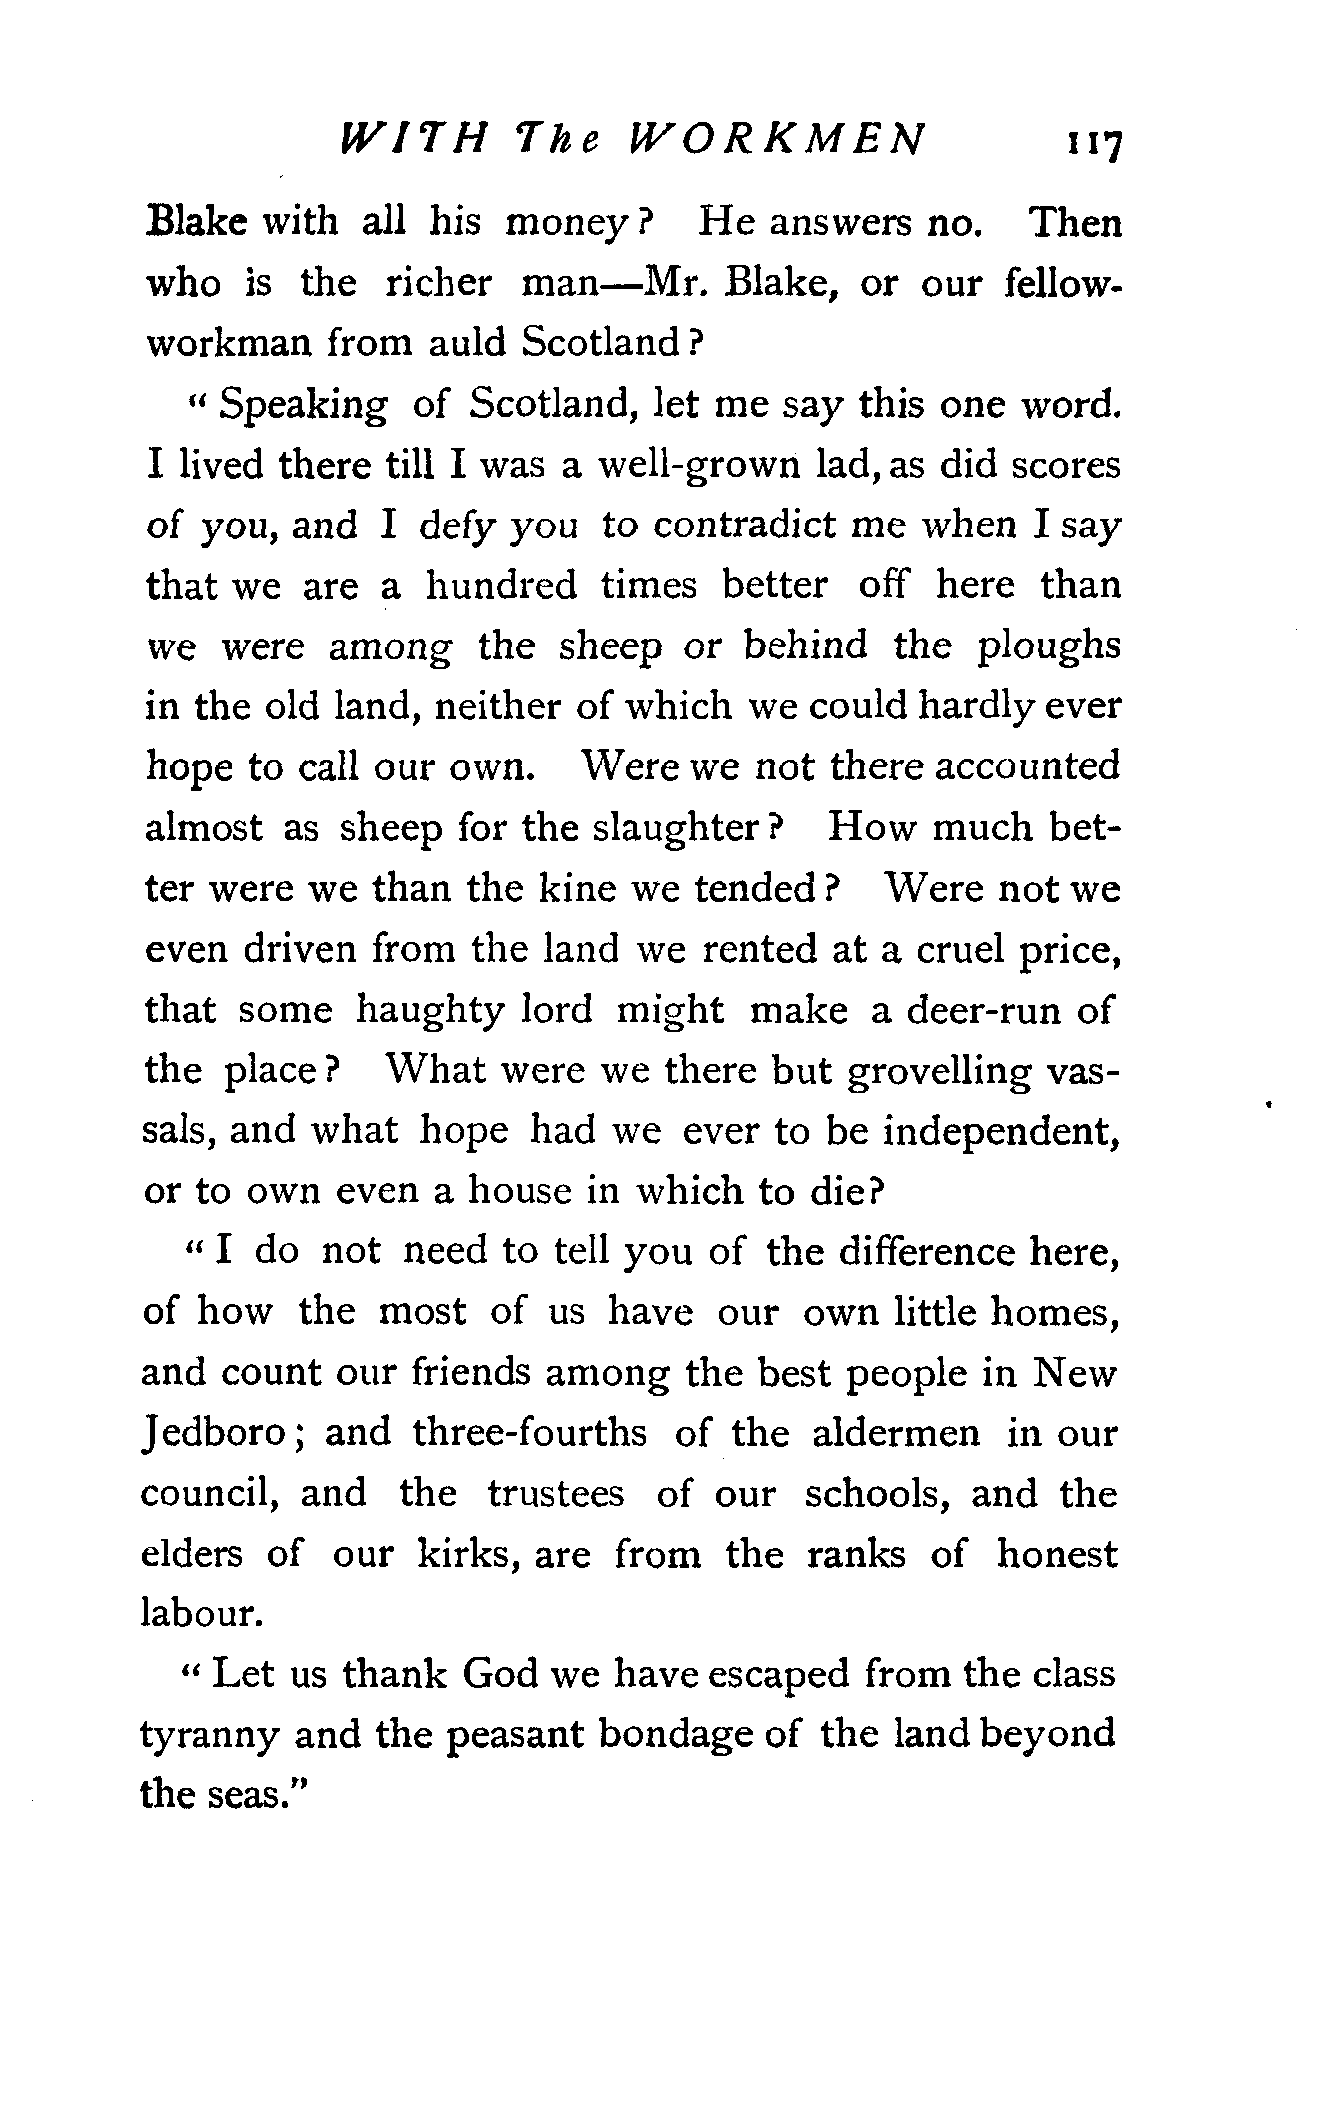 WITH The WORKMEN 117
Blake with all his money? He answers no. Then
who is the richer man—Mr. Blake, or our fellow-
workman from auld Scotland?
“Speaking of Scotland, let me say this one word.
I lived there till I was a well-grown lad, as did scores
of you, and I defy you to contradict me when I say
that we are a hundred times better off here than
we were among the sheep or behind the ploughs
in the old land, neither of which we could hardly ever
hope to call our own. Were we not there accounted
almost as sheep for the slaughter? How much bet-
ter were we than the kine we tended? Were not we
even driven from the land we rented at a cruel price,
that some haughty lord might make a deer-run of
the place? What were we there but grovelling vas-
sals, and what hope had we ever to be independent,
or to own even a house in which to die?
“I do not need to tell you of the difference here,
of how the most of us have our own little homes,
and count our friends among the best people in New
Jedboro; and three-fourths of the aldermen in our
council, and the trustees of our schools, and the
elders of our kirks, are from the ranks of honest
labour.
“Let us thank God we have escaped from the class
tyranny and the peasant bondage of the land beyond
the seas.”